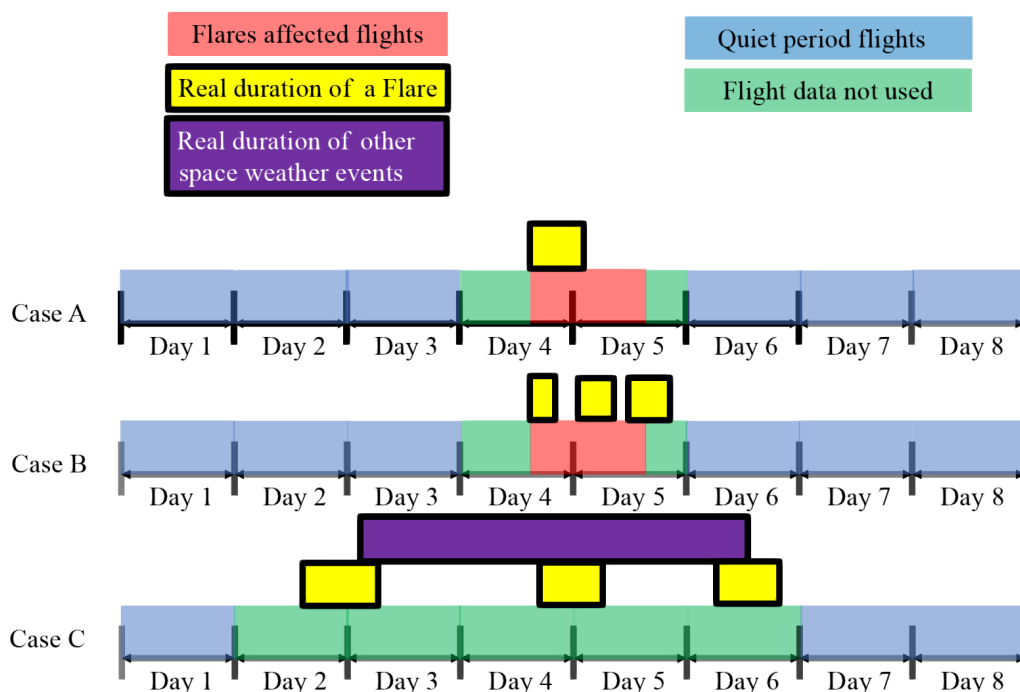 Flares affected flights
Quiet period flights
Real duration of a Flare
Flight data not used
Real duration of other
space weather events
Case A
Day 1 Day 2 Day 3 Day 4 Day 5 Day 6 Day 7 Day 8
Case B
Day 1 Day 2 Day 3 Day 4 Day 5 Day 6 Day 7 Day 8
Case C
Day 1 Day 2 Day 3 Day 4 Day 5 Day 6 Day 7 Day 8